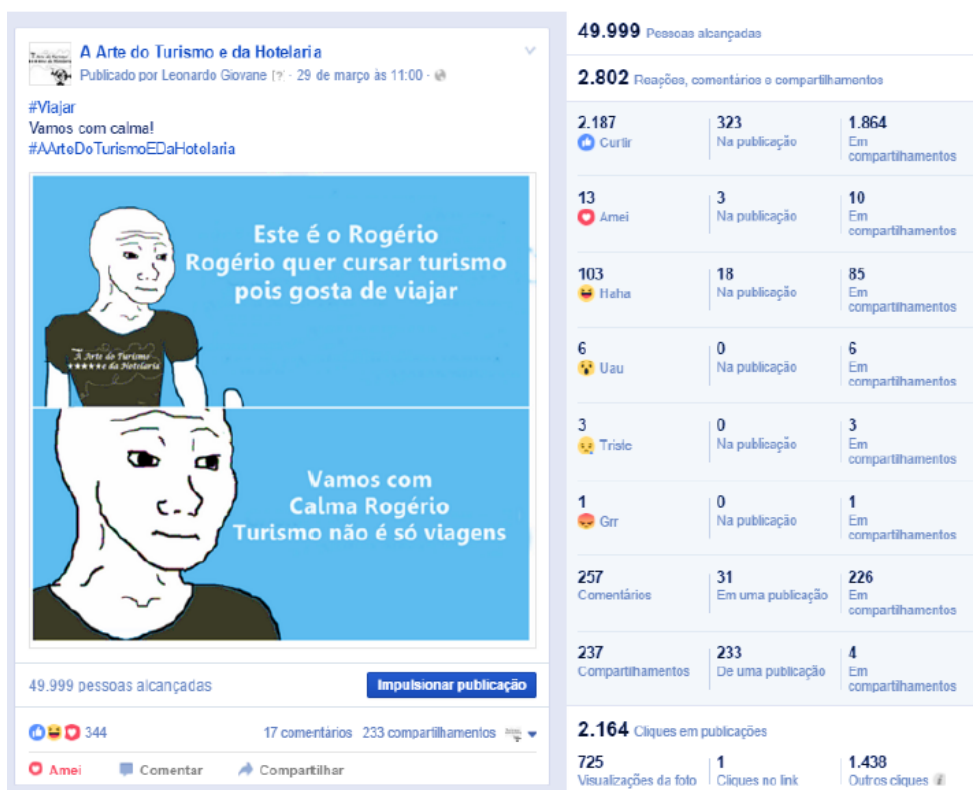 A Arte do Turismo e da Hotelaria
Publicado por Leonardo Giovane [?] · 29 de março às 11:00 ·
#Viajar
Vamos com calma!
#AArteDoTurismoEDaHotelaria
Este é o Rogério
Rogério quer cursar turismo
pois gosta de viajar
A Arte do Turismo
★★★★★e da Hotelaria
Vamos com
Calma Rogério
Turismo não é só viagens
49.999 pessoas alcançadas
Impulsionar publicação
344
17 comentários 233 compartilhamentos
Amei Comentar Compartilhar
49.999 Pessoas alcançadas
2.802 Reações, comentários e compartilhamentos
2.187 323 1.864
Curtir Na publicação Em
compartilhamentos
13 3 10
Amei Na publicação Em
compartilhamentos
103 18 85
Haha Na publicação Em
compartilhamentos
6 0 6
Uau Na publicação Em
compartilhamentos
3 0 3
Triste Na publicação Em
compartilhamentos
1 0 1
Grr Na publicação Em
compartilhamentos
257 31 226
Comentários Em uma publicação Em
compartilhamentos
237 233 4
Compartilhamentos De uma publicação Em
compartilhamentos
2.164 Cliques em publicações
725 1 1.438
Visualizações da foto Cliques no link Outros cliques